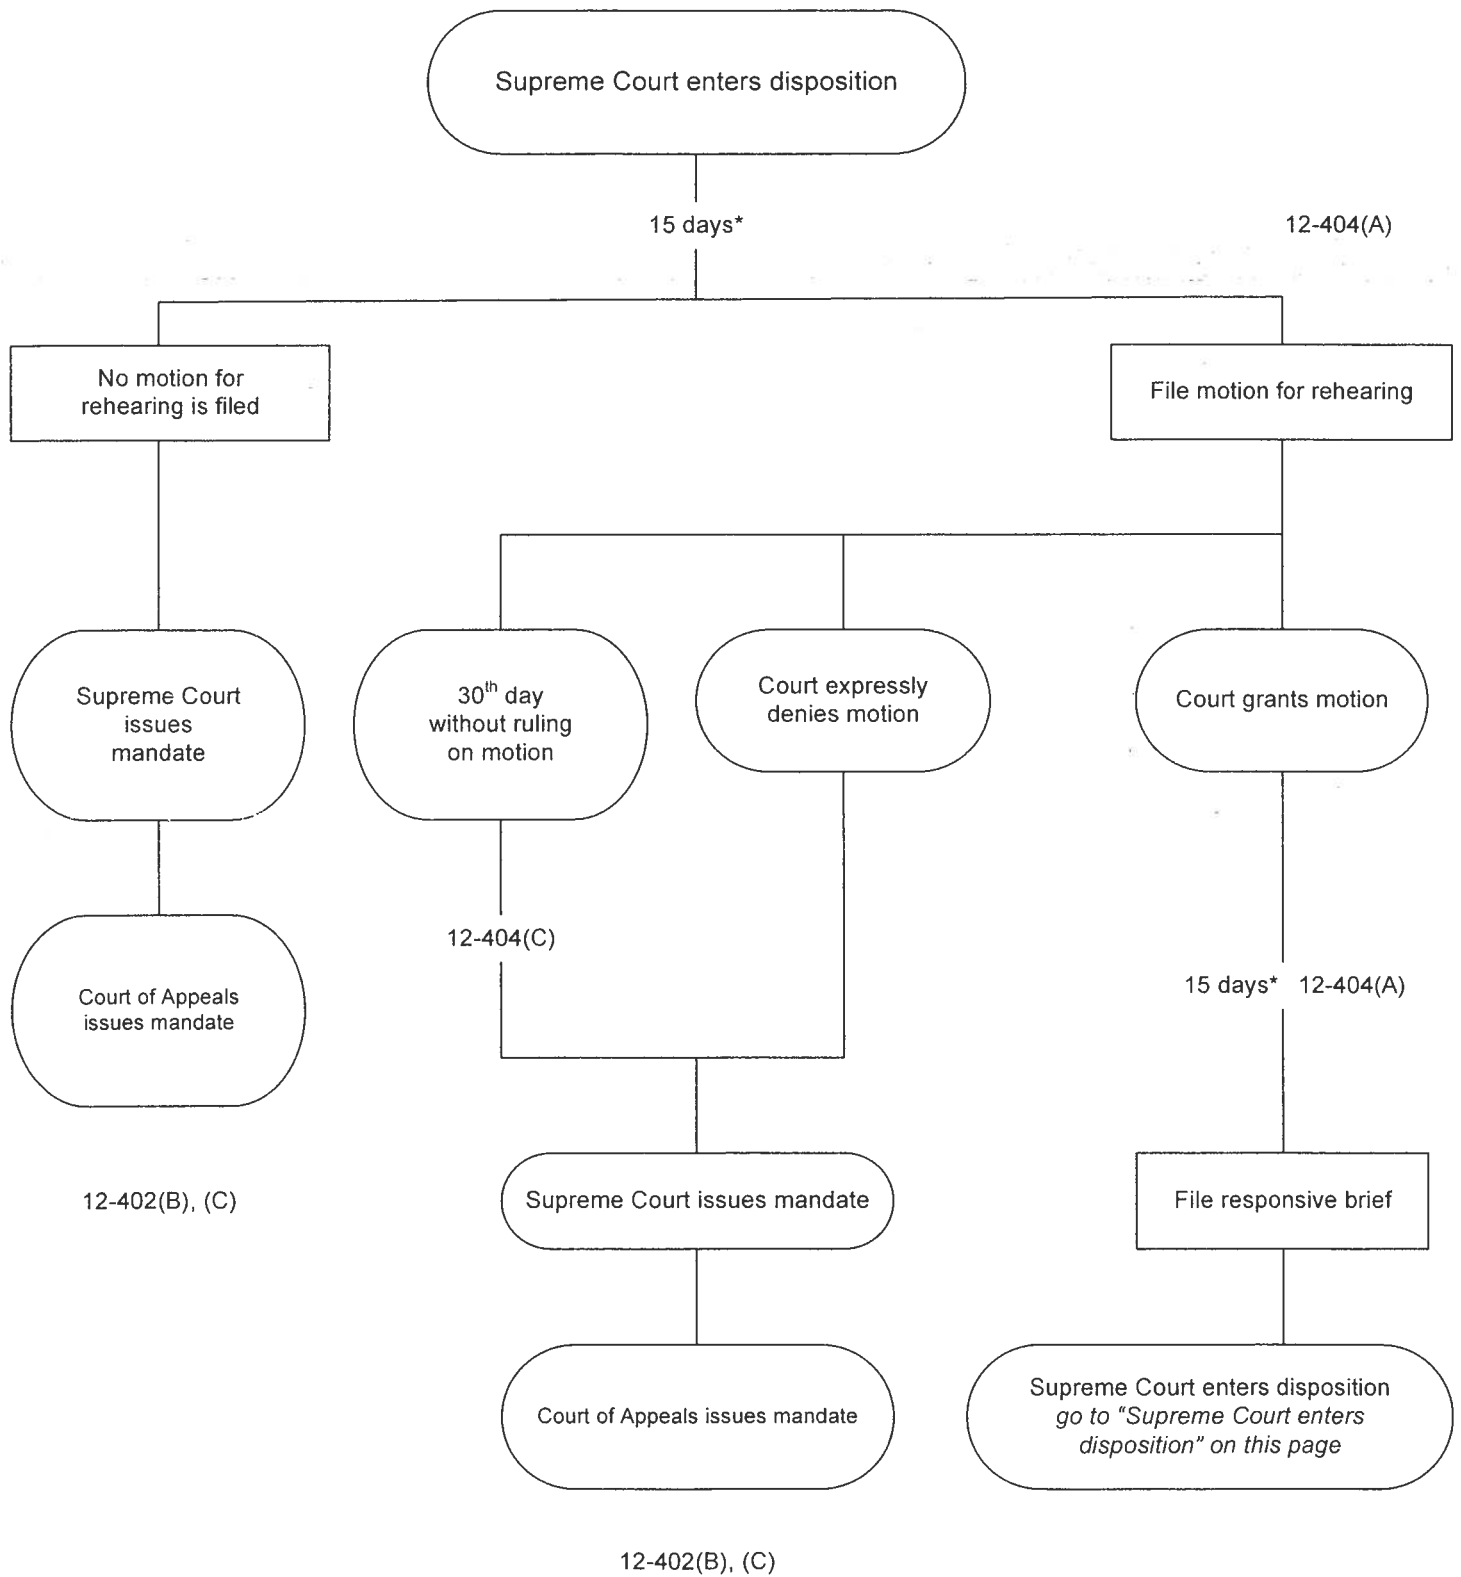 Supreme Court enters disposition
15 days*
12-404(A)
No motion for
rehearing is filed
File motion for rehearing
Supreme Court
issues
mandate
30th day
without ruling
on motion
Court expressly
denies motion
Court grants motion
12-404(C)
Court of Appeals
issues mandate
15 days* 12-404(A)
12-402(B), (C)
Supreme Court issues mandate
File responsive brief
Court of Appeals issues mandate
Supreme Court enters disposition
go to "Supreme Court enters
disposition" on this page
12-402(B), (C)